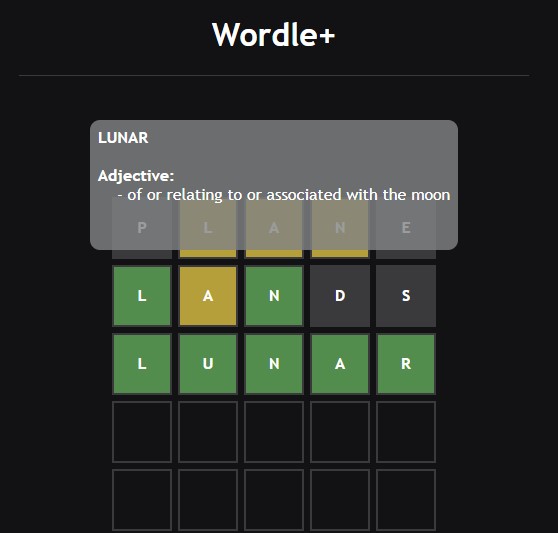 Wordle+
LUNAR
Adjective:
- of or relating to or associated with the moon
P L A N E
L A N D S
L U N A R